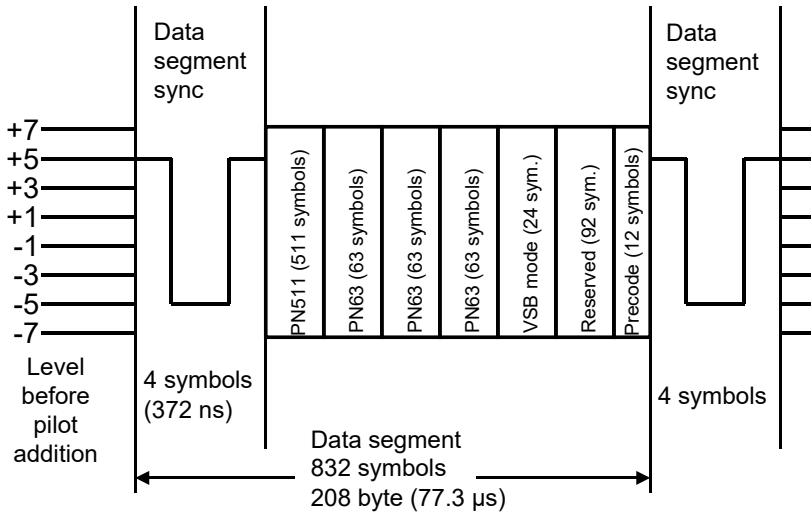 Data
segment
sync
Data
segment
sync
+7
+5
+3
+1
-1
-3
-5
-7
Level
before
pilot
addition
PN511 (511 symbols)
PN63 (63 symbols)
PN63 (63 symbols)
PN63 (63 symbols)
VSB mode (24 sym.)
Reserved (92 sym.)
Precode (12 symbols)
4 symbols
(372 ns)
4 symbols
Data segment
832 symbols
208 byte (77.3 µs)